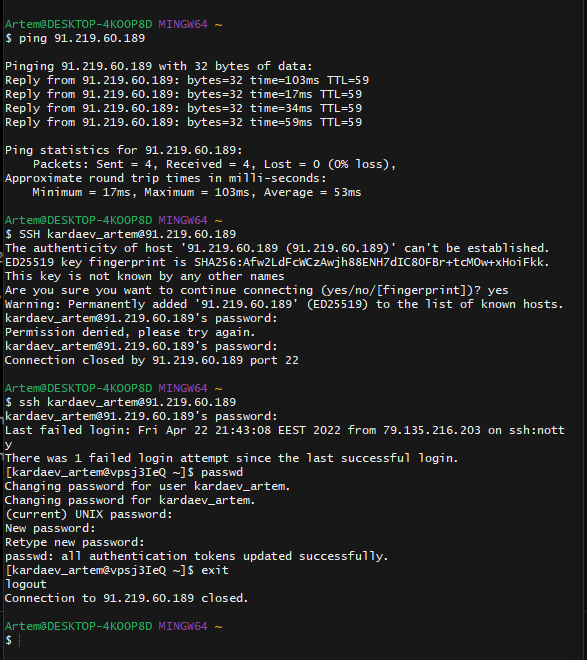 Artem@DESKTOP-4KOOP8D MINGW64 ~
$ ping 91.219.60.189
Pinging 91.219.60.189 with 32 bytes of data:
Reply from 91.219.60.189: bytes=32 time=103ms TTL=59
Reply from 91.219.60.189: bytes=32 time=17ms TTL=59
Reply from 91.219.60.189: bytes=32 time=34ms TTL=59
Reply from 91.219.60.189: bytes=32 time=59ms TTL=59
Ping statistics for 91.219.60.189:
    Packets: Sent = 4, Received = 4, Lost = 0 (0% loss),
Approximate round trip times in milli-seconds:
    Minimum = 17ms, Maximum = 103ms, Average = 53ms
Artem@DESKTOP-4KOOP8D MINGW64 ~
$ SSH kardaev_artem@91.219.60.189
The authenticity of host '91.219.60.189 (91.219.60.189)' can't be established.
ED25519 key fingerprint is SHA256:Afw2LdFcWCzAwjh88ENH7dIC8OFBr+tcMOw+xHoiFkk.
This key is not known by any other names
Are you sure you want to continue connecting (yes/no/[fingerprint])? yes
Warning: Permanently added '91.219.60.189' (ED25519) to the list of known hosts.
kardaev_artem@91.219.60.189's password:
Permission denied, please try again.
kardaev_artem@91.219.60.189's password:
Connection closed by 91.219.60.189 port 22
Artem@DESKTOP-4KOOP8D MINGW64 ~
$ ssh kardaev_artem@91.219.60.189
kardaev_artem@91.219.60.189's password:
Last failed login: Fri Apr 22 21:43:08 EEST 2022 from 79.135.216.203 on ssh:nott
y
There was 1 failed login attempt since the last successful login.
[kardaev_artem@vpsj3IeQ ~]$ passwd
Changing password for user kardaev_artem.
Changing password for kardaev_artem.
(current) UNIX password:
New password:
Retype new password:
passwd: all authentication tokens updated successfully.
[kardaev_artem@vpsj3IeQ ~]$ exit
logout
Connection to 91.219.60.189 closed.
Artem@DESKTOP-4KOOP8D MINGW64 ~
$